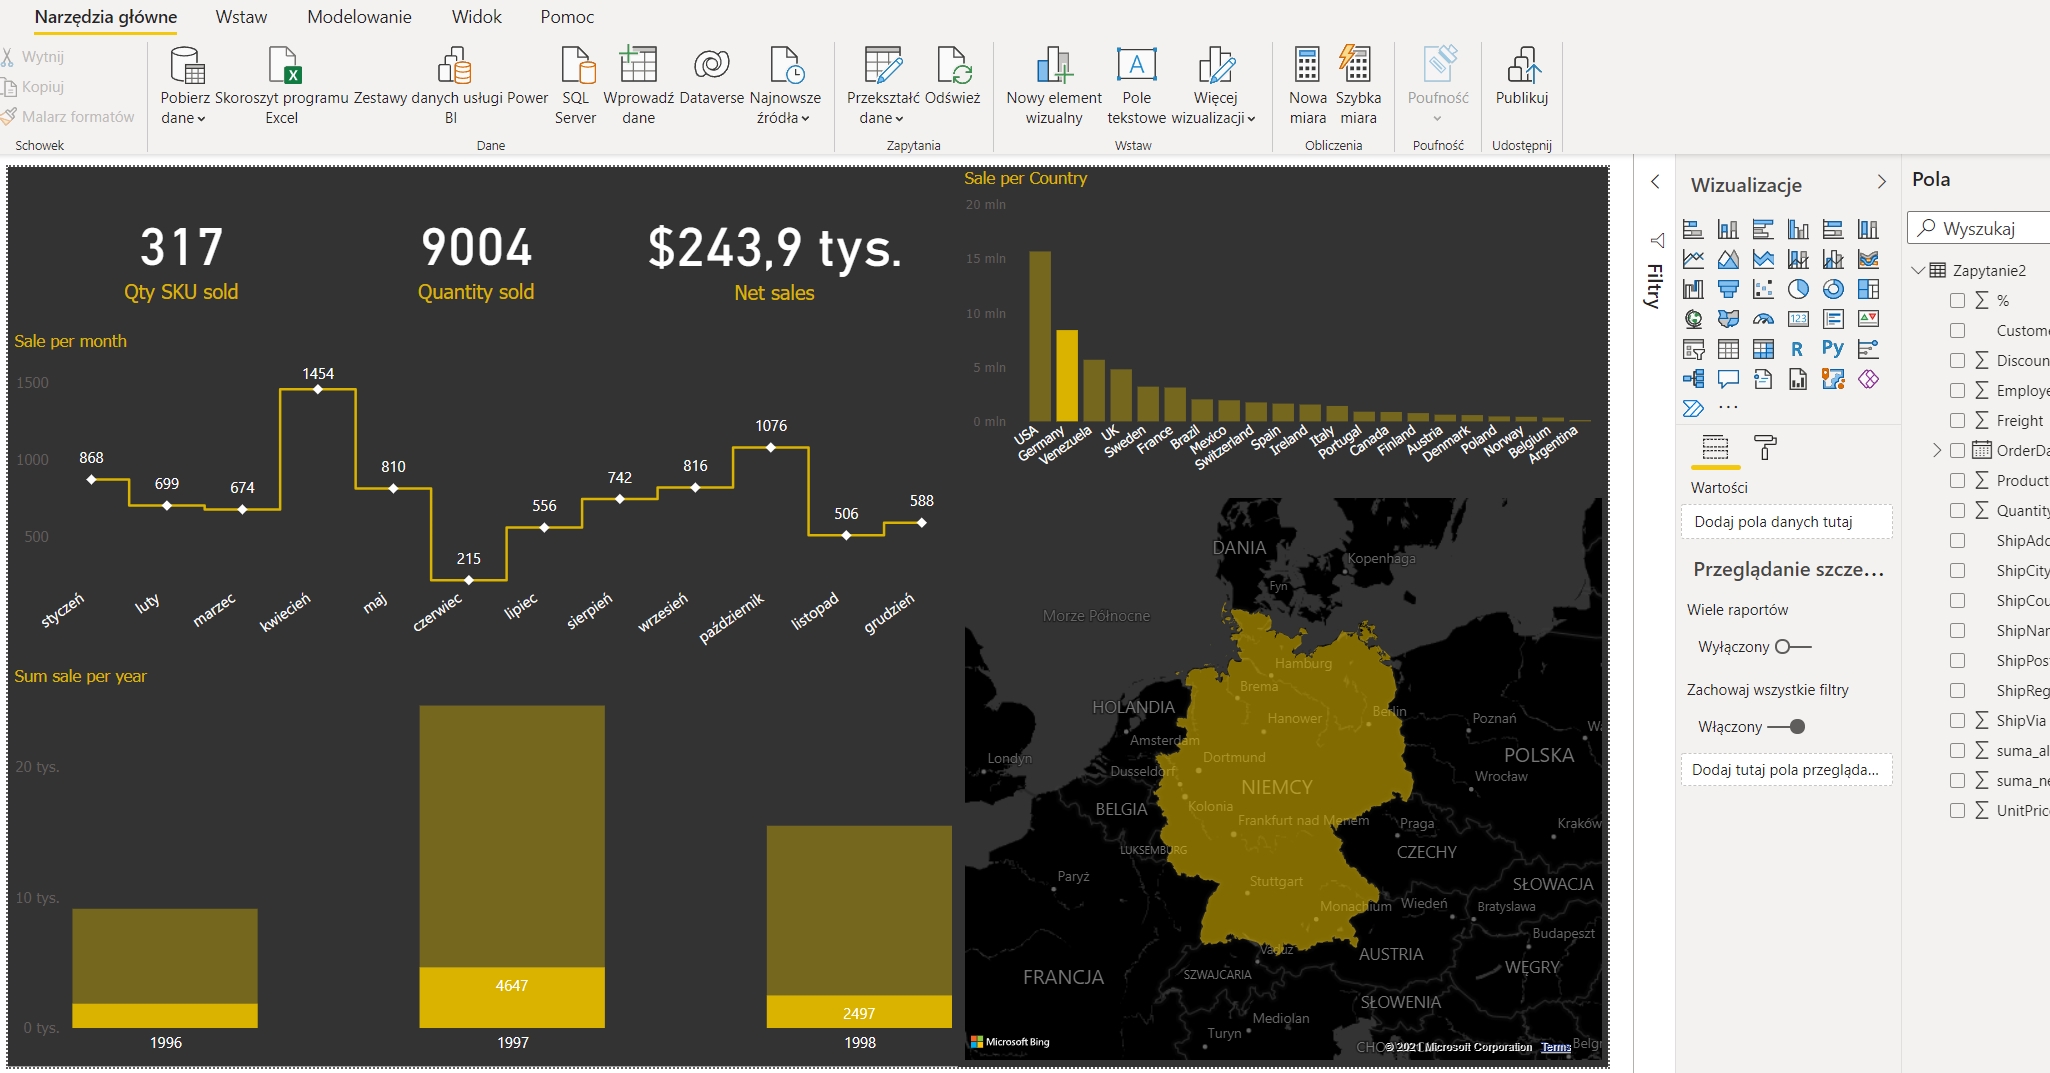 Narzędzia główne Wstaw Modelowanie Widok Pomoc
Wytnij
Kopiuj
Malarz formatów
Schowek
Pobierz dane
Skoroszyt programu Excel
Zestawy danych usługi Power BI
SQL Server
Wprowadź dane
Dataverse
Najnowsze źródła
Dane
Przekształć dane
Odśwież
Zapytania
Nowy element wizualny
Pole tekstowe
Więcej wizualizacji
Wstaw
Nowa miara
Szybka miara
Obliczenia
Poufność
Poufność
Publikuj
Udostępnij
317
Qty SKU sold
9004
Quantity sold
$243,9 tys.
Net sales
Sale per month
1500
1000
500
868
699
674
1454
810
215
556
742
816
1076
506
588
styczeń
luty
marzec
kwiecień
maj
czerwiec
lipiec
sierpień
wrzesień
październik
listopad
grudzień
Sum sale per year
20 tys.
10 tys.
0 tys.
4647
2497
1996
1997
1998
Sale per Country
20 mln
15 mln
10 mln
5 mln
0 mln
USA
Germany
Venezuela
UK
Sweden
France
Brazil
Mexico
Switzerland
Spain
Ireland
Italy
Portugal
Canada
Finland
Austria
Denmark
Poland
Norway
Belgium
Argentina
DANIA
Kopenhaga
Fyn
Morze Północne
Hamburg
Brema
HOLANDIA
Hanower
Berlin
Poznań
Amsterdam
Londyn
Dortmund
POLSKA
Dusseldorf
Wrocław
NIEMCY
BELGIA
Kolonia
Frankfurt nad Menem
Praga
Kraków
LUKSEMBURG
CZECHY
Paryż
Stuttgart
SŁOWACJA
Monachium
Wiedeń
Bratysława
Budapeszt
Vaduz
AUSTRIA
FRANCJA
SZWAJCARIA
WĘGRY
SŁOWENIA
Mediolan
Turyn
Microsoft Bing
© 2021 Microsoft Corporation Terms
Filtry
Wizualizacje
123
R
Py
Wartości
Dodaj pola danych tutaj
Przeglądanie szcze...
Wiele raportów
Wyłączony
Zachowaj wszystkie filtry
Włączony
Dodaj tutaj pola przegląda...
Pola
Wyszukaj
Zapytanie2
%
Custome
Discoun
Employe
Freight
OrderDa
Product
Quantity
ShipAdd
ShipCity
ShipCou
ShipNar
ShipPos
ShipReg
ShipVia
suma_al
suma_ne
UnitPric